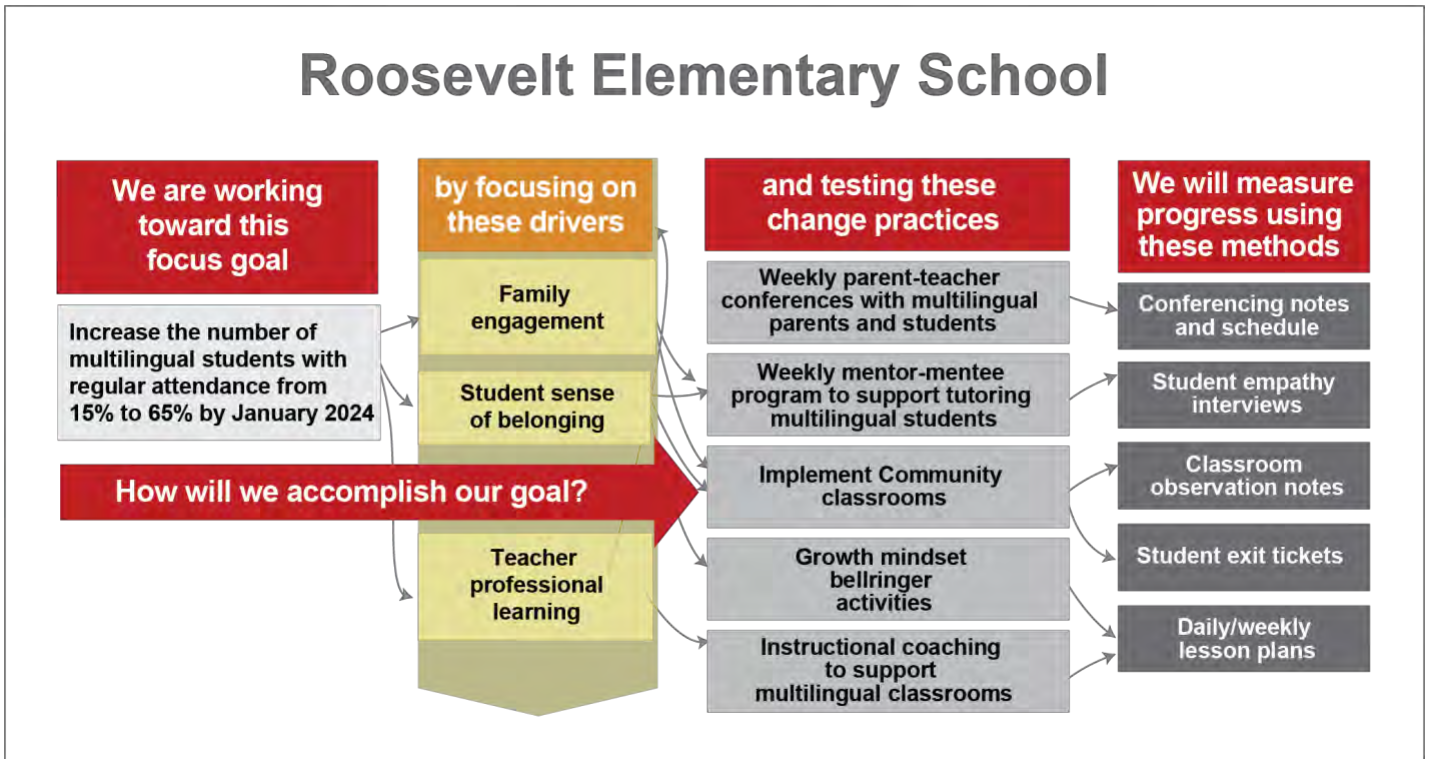 Roosevelt Elementary School
We are working
toward this
focus goal
Increase the number of
multilingual students with
regular attendance from
15% to 65% by January 2024
How will we accomplish our goal?
by focusing on
these drivers
Family
engagement
Student sense
of belonging
Teacher
professional
learning
and testing these
change practices
Weekly parent-teacher
conferences with multilingual
parents and students
Weekly mentor-mentee
program to support tutoring
multilingual students
Implement Community
classrooms
Growth mindset
bellringer
activities
Instructional coaching
to support
multilingual classrooms
We will measure
progress using
these methods
Conferencing notes
and schedule
Student empathy
interviews
Classroom
observation notes
Student exit tickets
Daily/weekly
lesson plans